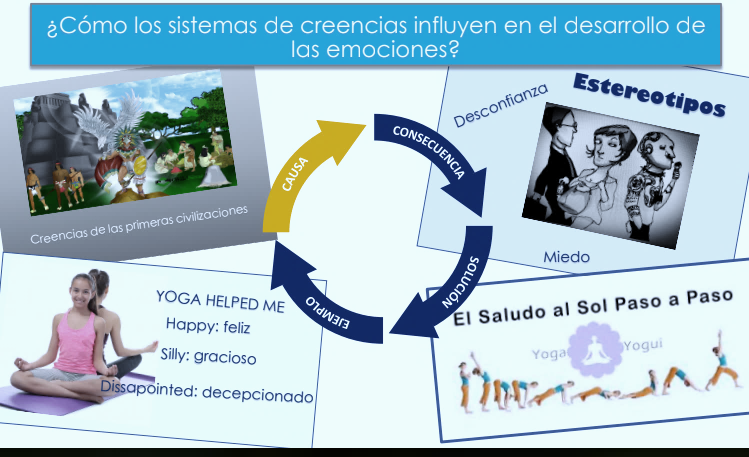 ¿Cómo los sistemas de creencias influyen en el desarrollo de
las emociones?
CAUSA
Creencias de las primeras civilizaciones
CONSECUENCIA
Desconfianza
Estereotipos
Miedo
SOLUCIÓN
El Saludo al Sol Paso a Paso
Yoga Yogui
EJEMPLO
YOGA HELPED ME
Happy: feliz
Silly: gracioso
Dissapointed: decepcionado